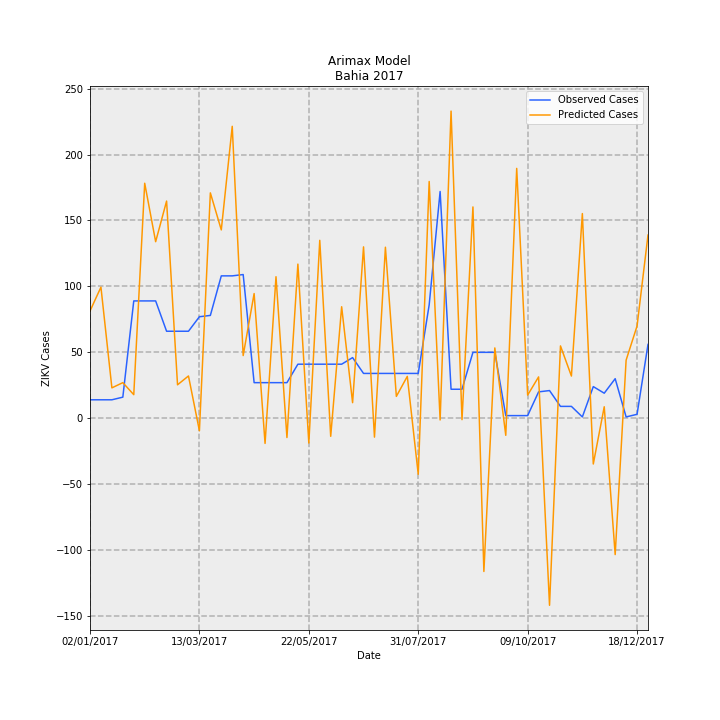 Arimax Model
Bahia 2017
Observed Cases
Predicted Cases
250
200
150
100
50
0
−50
−100
−150
ZIKV Cases
02/01/2017 13/03/2017 22/05/2017 31/07/2017 09/10/2017 18/12/2017
Date